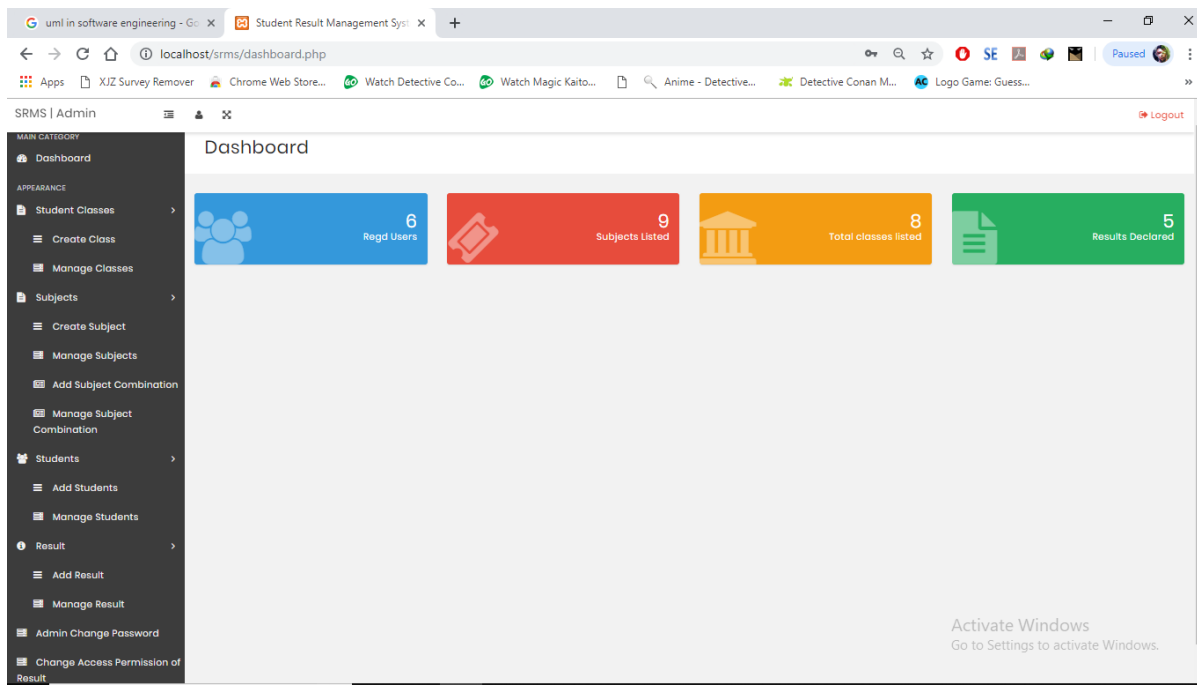 uml in software engineering - Go
Student Result Management Syst
localhost/srms/dashboard.php
SE
Paused
Apps
XJZ Survey Remover
Chrome Web Store...
Watch Detective Co...
Watch Magic Kaito...
Anime - Detective...
Detective Conan M...
AC
Logo Game: Guess...
SRMS | Admin
Logout
MAIN CATEGORY
Dashboard
Dashboard
APPEARANCE
Student Classes
Create Class
Manage Classes
Subjects
Create Subject
Manage Subjects
Add Subject Combination
Manage Subject
Combination
Students
Add Students
Manage Students
Result
Add Result
Manage Result
Admin Change Password
Change Access Permission of
Result
6
Regd Users
9
Subjects Listed
8
Total classes listed
5
Results Declared
Activate Windows
Go to Settings to activate Windows.